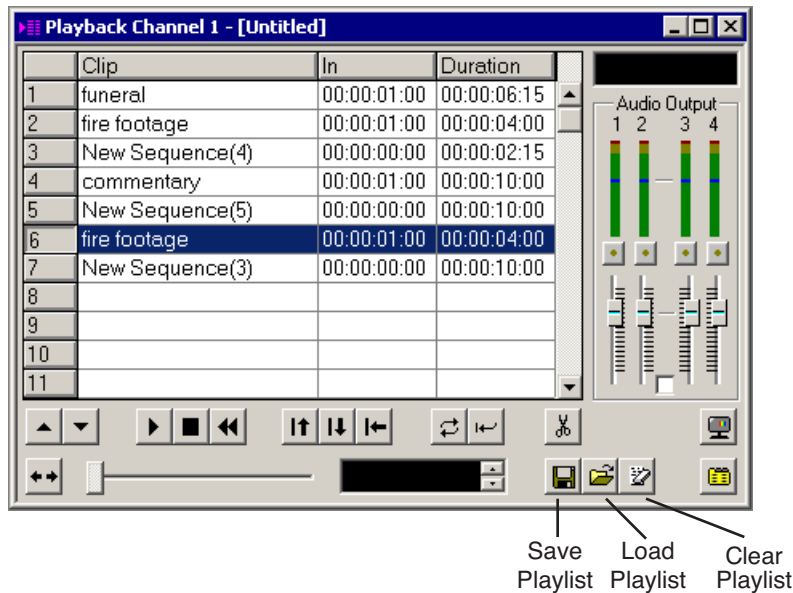 Playback Channel 1 - [Untitled]
Clip In Duration
1 funeral 00:00:01:00 00:00:06:15
2 fire footage 00:00:01:00 00:00:04:00
3 New Sequence(4) 00:00:00:00 00:00:02:15
4 commentary 00:00:01:00 00:00:10:00
5 New Sequence(5) 00:00:00:00 00:00:10:00
6 fire footage 00:00:01:00 00:00:04:00
7 New Sequence(3) 00:00:00:00 00:00:10:00
8
9
10
11
Audio Output
1 2 3 4
Save Playlist
Load Playlist
Clear Playlist